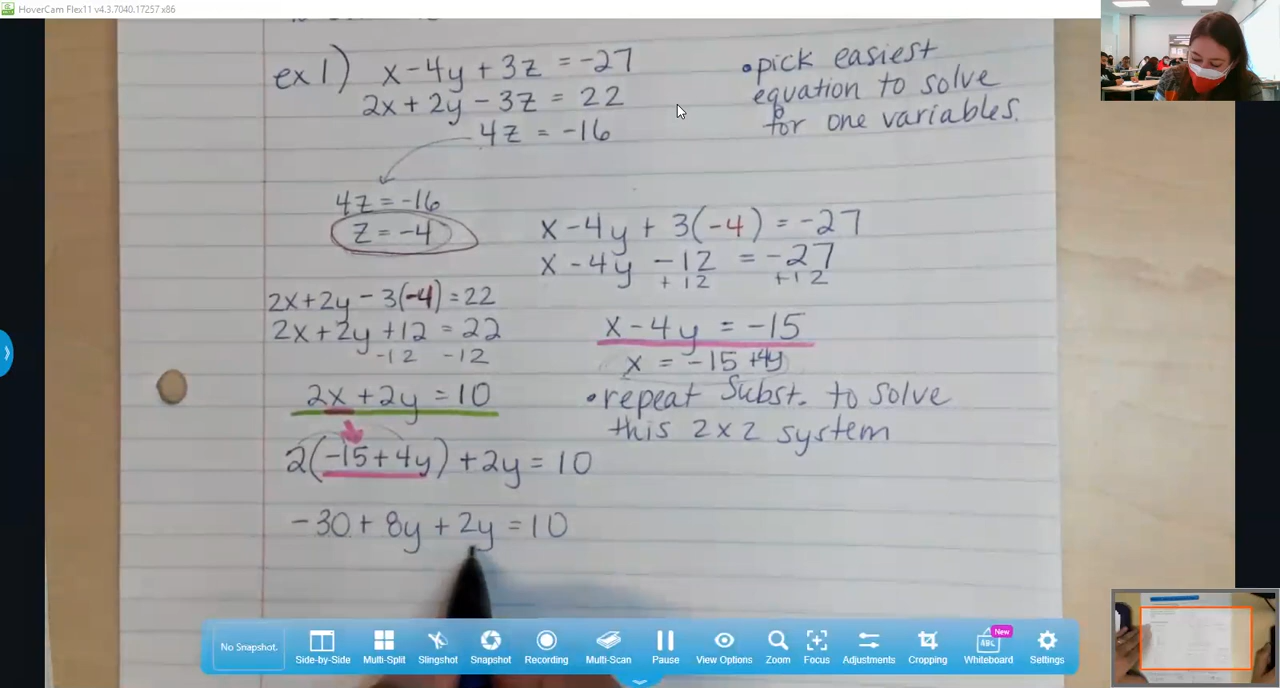 HoverCam Flex11 v4.3.7040.17257 x86
ex 1) x - 4y + 3z = -27
2x + 2y - 3z = 22
4z = -16
• pick easiest
equation to solve
for one variables.
4z = -16
z = -4
x - 4y + 3(-4) = -27
x - 4y - 12 = -27
+12 +12
2x + 2y - 3(-4) = 22
2x + 2y + 12 = 22
-12 -12
x - 4y = -15
x = -15 + 4y
2x + 2y = 10
• repeat Subst. to solve
this 2x2 system
2(-15 + 4y) + 2y = 10
-30 + 8y + 2y = 10
No Snapshot.
Side-by-Side
Multi-Split
Slingshot
Snapshot
Recording
Multi-Scan
Pause
View Options
Zoom
Focus
Adjustments
Cropping
New
ABC
Whiteboard
Settings